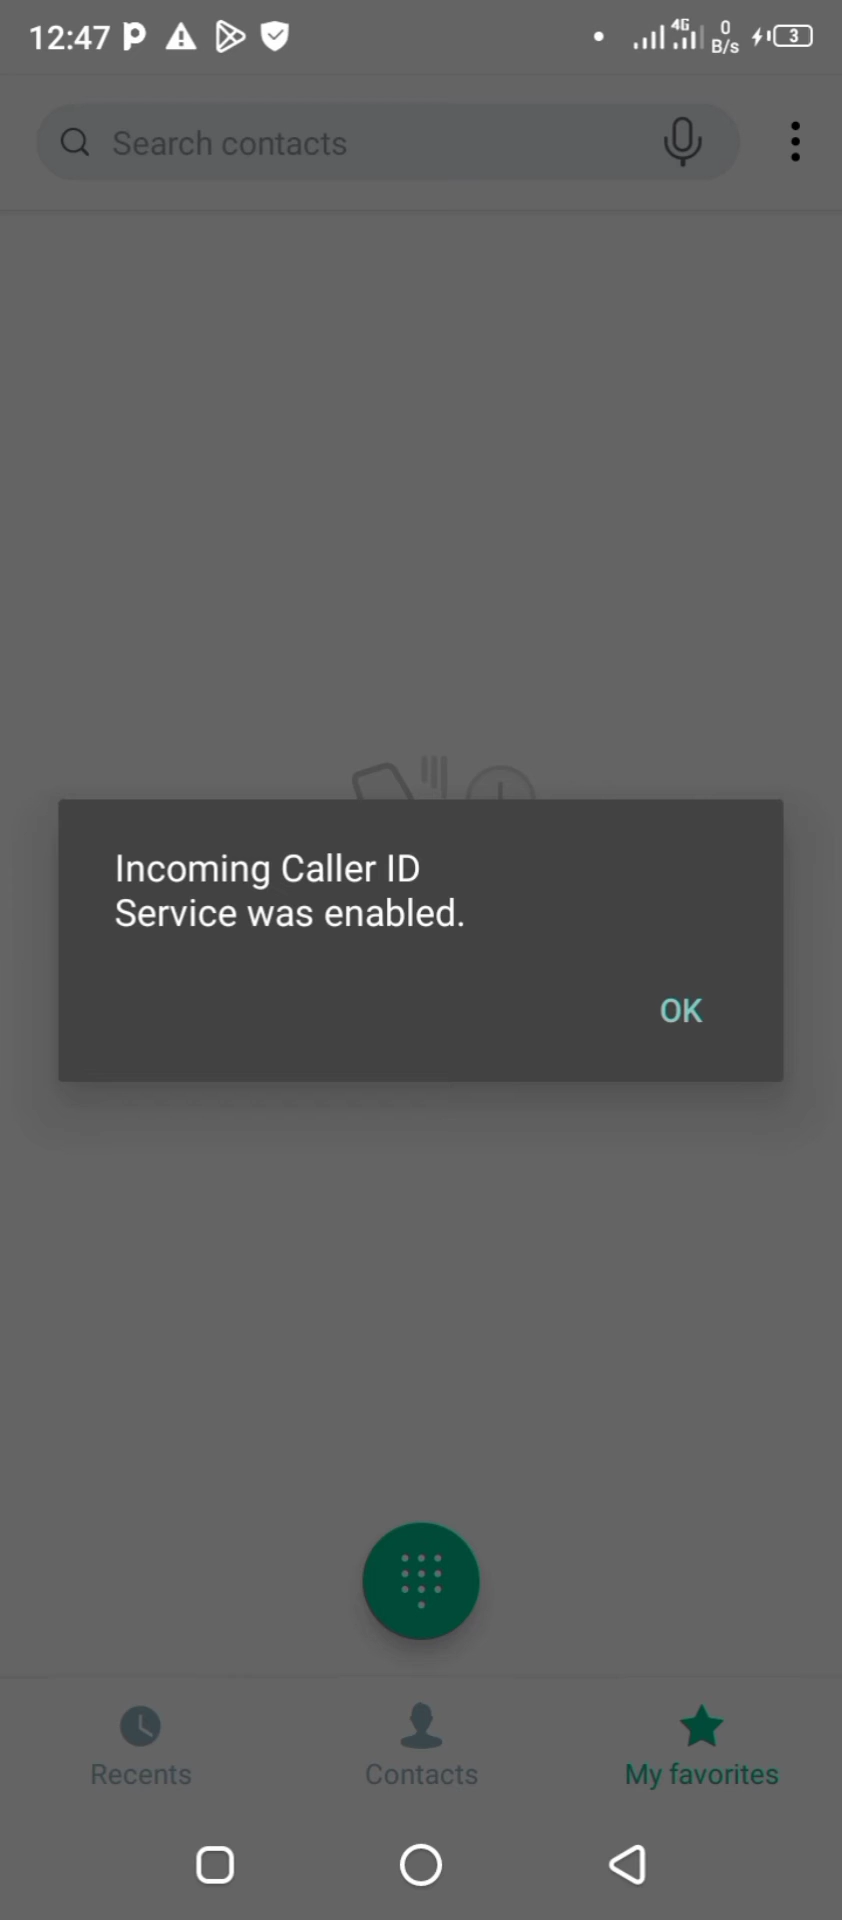 12:47
4G
0
B/s
3
Search contacts
Incoming Caller ID
Service was enabled.
OK
Recents
Contacts
My favorites